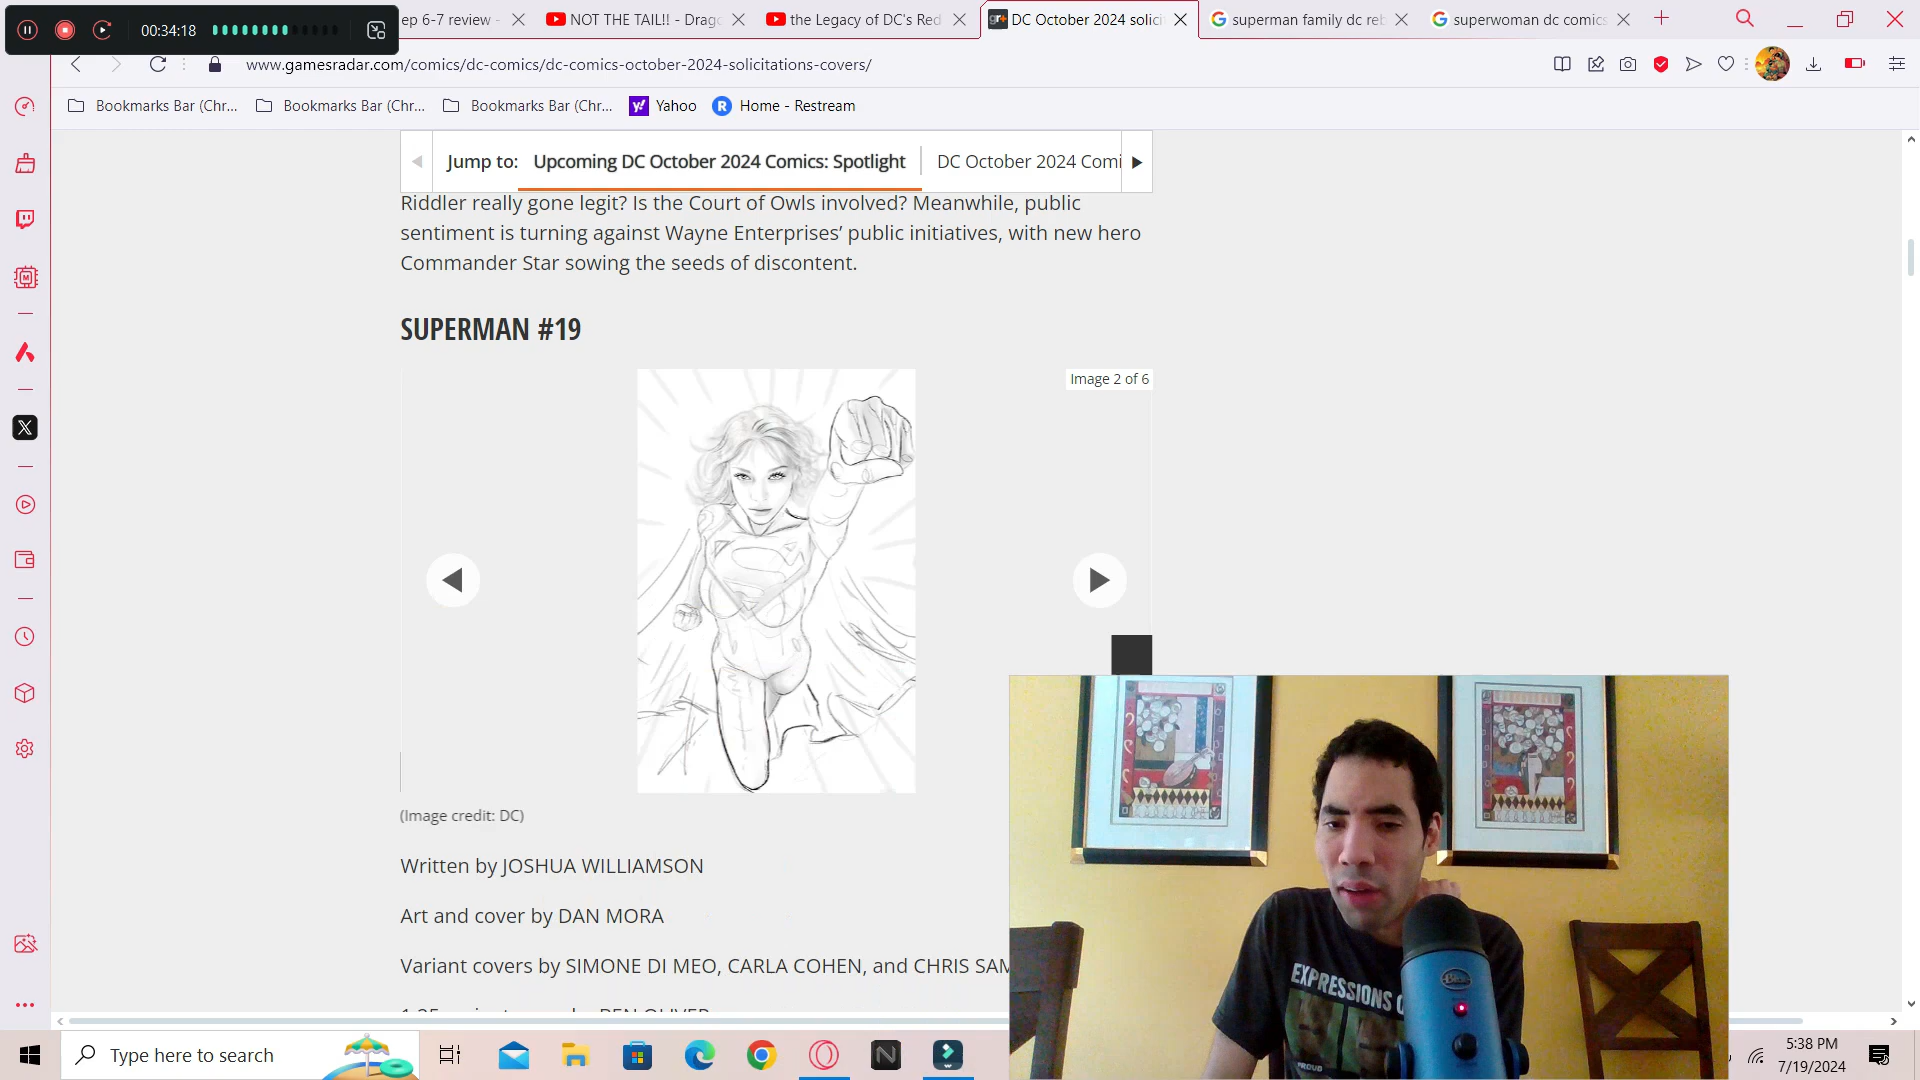 00:34:18
ep 6-7 review -
NOT THE TAIL!! - Drag
the Legacy of DC's Red
DC October 2024 solici
superman family dc reb
superwoman dc comics
www.gamesradar.com/comics/dc-comics/dc-comics-october-2024-solicitations-covers/
Bookmarks Bar (Chr...
Bookmarks Bar (Chr...
Bookmarks Bar (Chr...
Yahoo
Home - Restream
Jump to:
Upcoming DC October 2024 Comics: Spotlight
DC October 2024 Comi
Riddler really gone legit? Is the Court of Owls involved? Meanwhile, public
sentiment is turning against Wayne Enterprises’ public initiatives, with new hero
Commander Star sowing the seeds of discontent.
SUPERMAN #19
Image 2 of 6
(Image credit: DC)
Written by JOSHUA WILLIAMSON
Art and cover by DAN MORA
Variant covers by SIMONE DI MEO, CARLA COHEN, and CHRIS SAM
EXPRESSIONS
PROUD
Type here to search
5:38 PM
7/19/2024